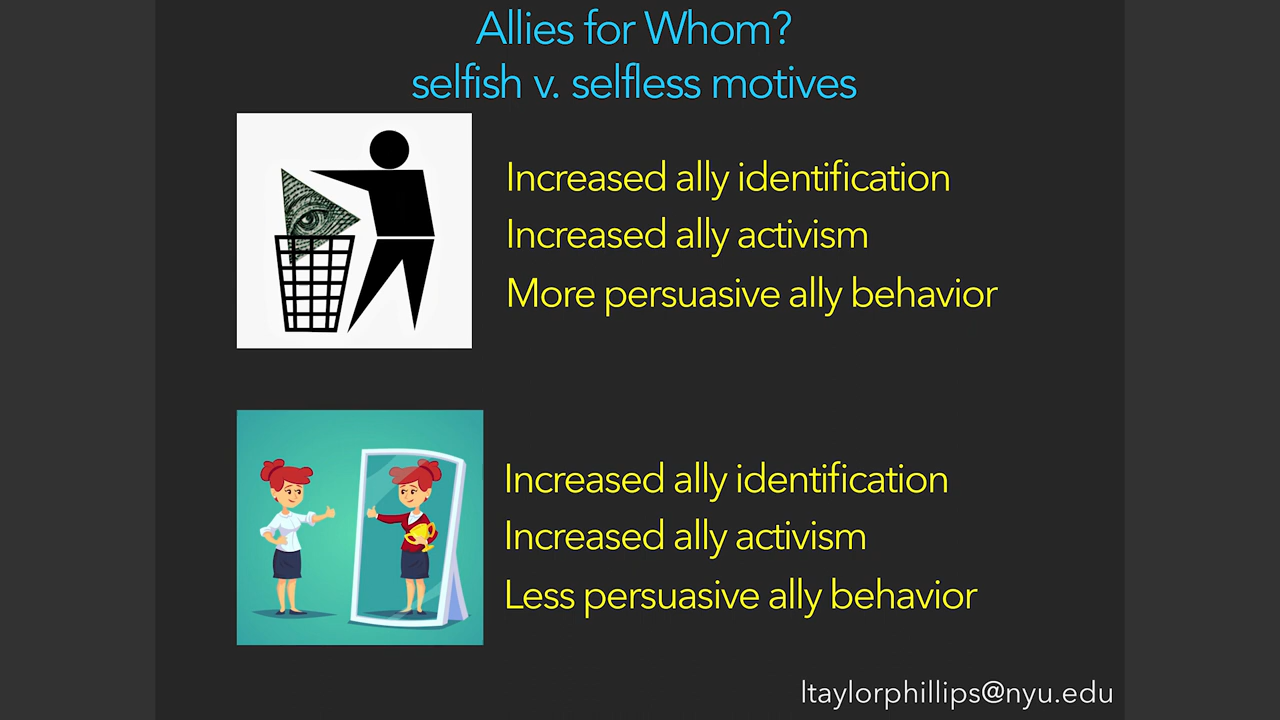 Allies for Whom?
selfish v. selfless motives
Increased ally identification
Increased ally activism
More persuasive ally behavior
Increased ally identification
Increased ally activism
Less persuasive ally behavior
ltaylorphillips@nyu.edu